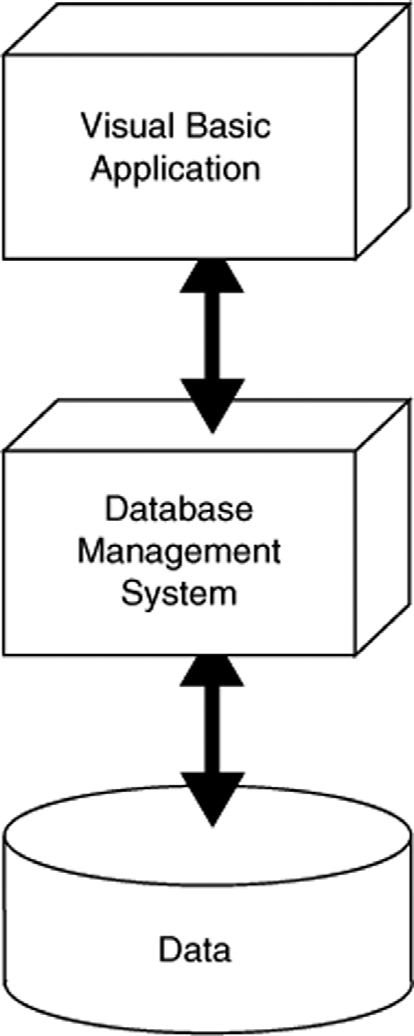 Visual Basic
Application
Database
Management
System
Data